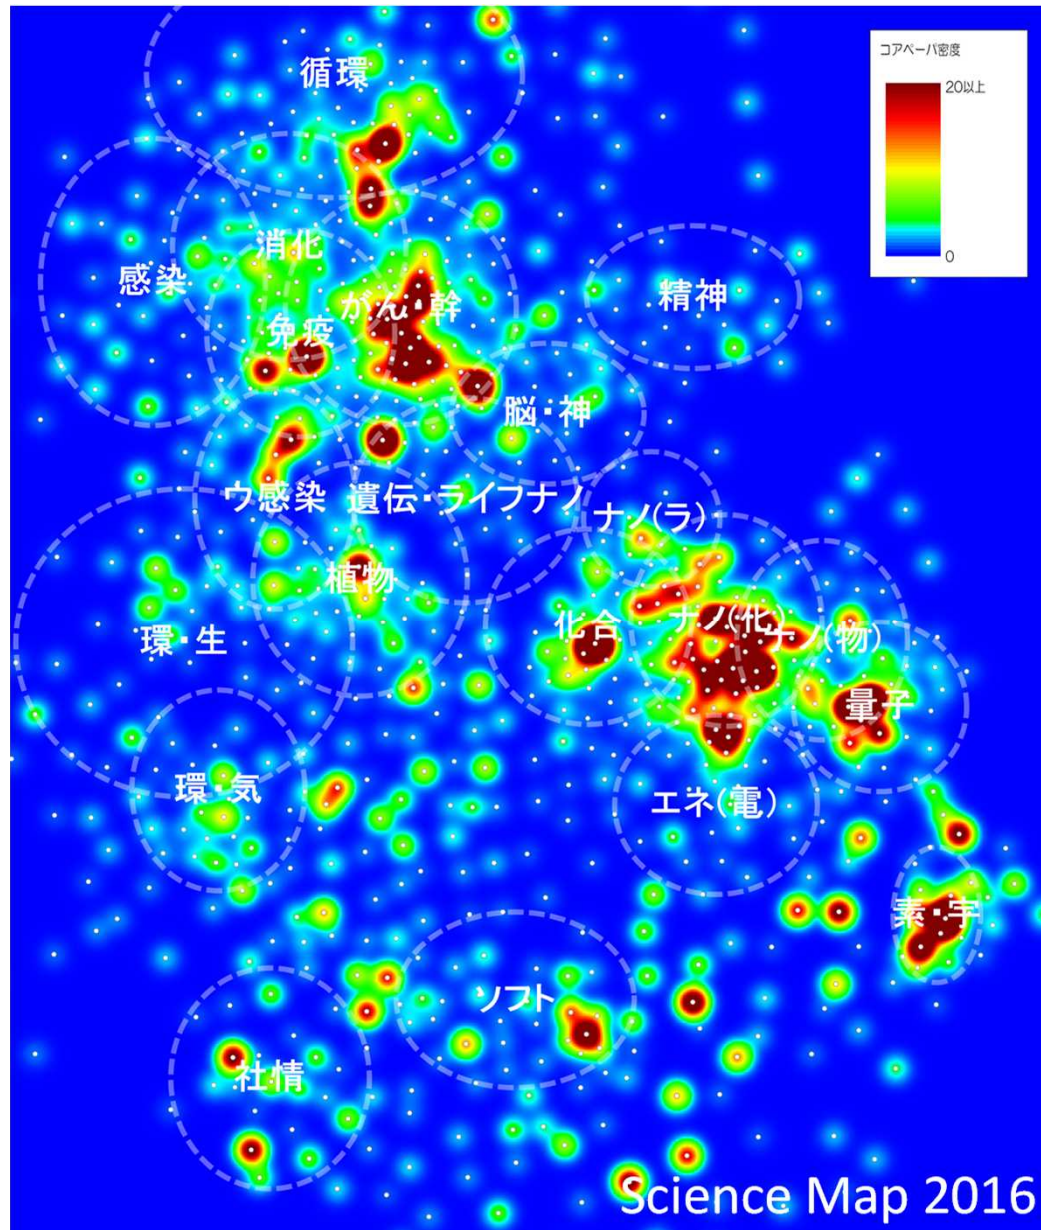 コアペーパ密度
20以上
0
循環
消化
感染
がん・幹
精神
免疫
脳・神
ウ感染
遺伝・ライフナノ
ナノ(ラ)
植物
化合
ナノ(化)
ナノ(物)
環・生
量子
環・気
エネ(電)
素・宇
ソフト
社情
Science Map 2016